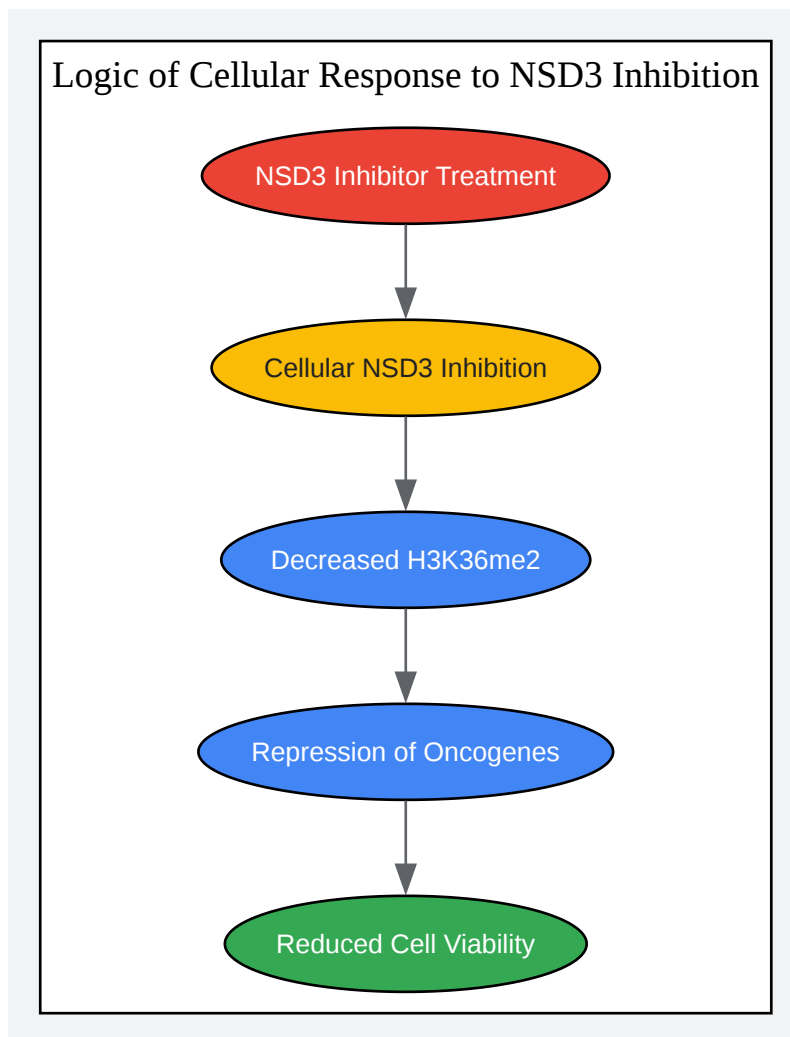 Logic of Cellular Response to NSD3 Inhibition
NSD3 Inhibitor Treatment
Cellular NSD3 Inhibition
Decreased H3K36me2
Repression of Oncogenes
Reduced Cell Viability